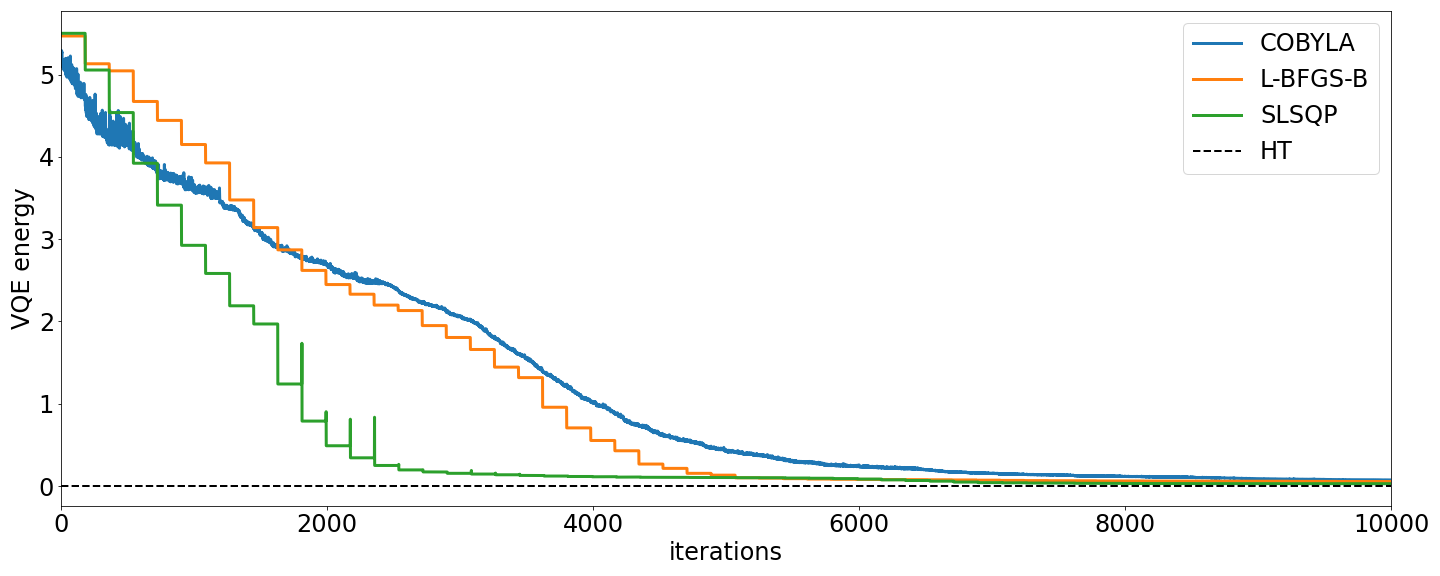 COBYLA
L-BFGS-B
SLSQP
HT
VQE energy
5
4
3
2
1
0
0 2000 4000 6000 8000 10000
iterations